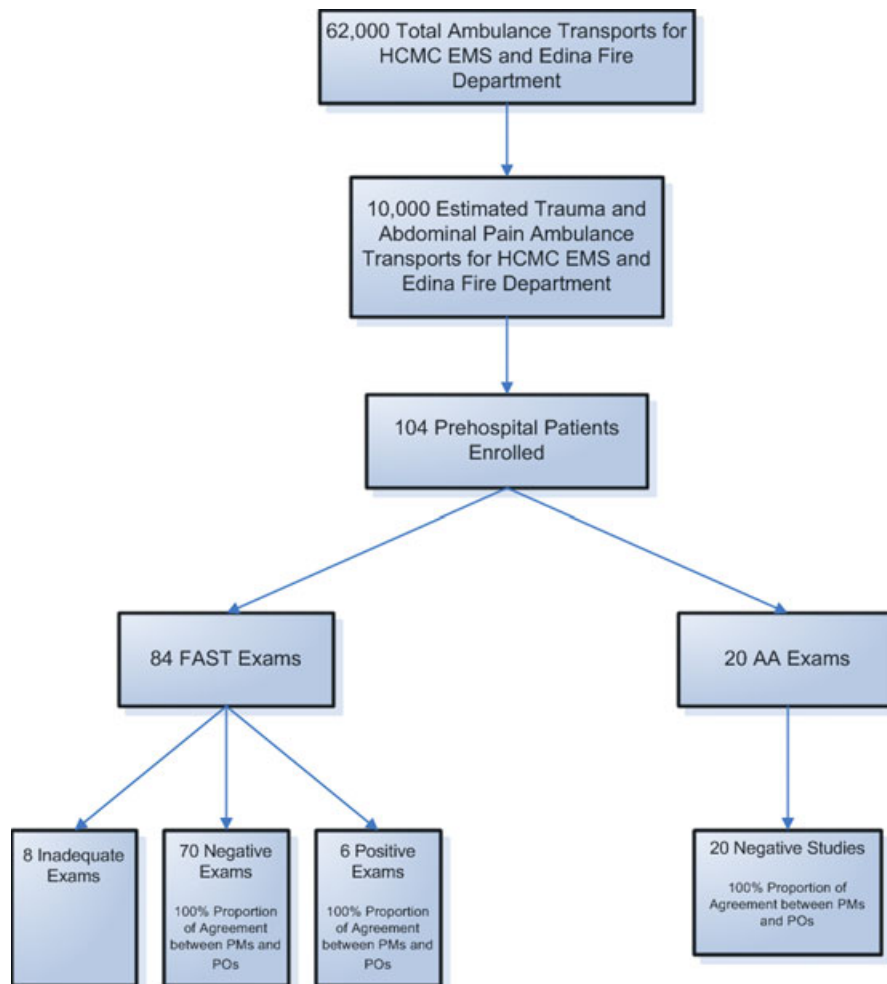 62,000 Total Ambulance Transports for
HCMC EMS and Edina Fire
Department
10,000 Estimated Trauma and
Abdominal Pain Ambulance
Transports for HCMC EMS and
Edina Fire Department
104 Prehospital Patients
Enrolled
84 FAST Exams
20 AA Exams
8 Inadequate
Exams
70 Negative
Exams
100% Proportion
of Agreement
between PMs and
POs
6 Positive
Exams
100% Proportion
of Agreement
between PMs and
POs
20 Negative Studies
100% Proportion of
Agreement between PMs
and POs